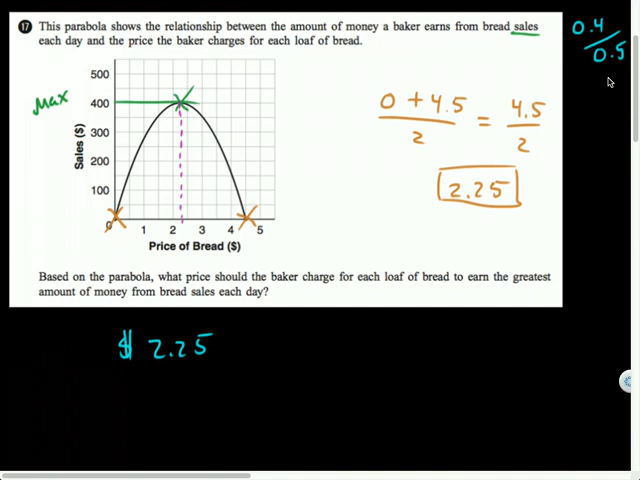 17 This parabola shows the relationship between the amount of money a baker earns from bread sales
each day and the price the baker charges for each loaf of bread.
0.4/0.5
Max
500
400
300
200
100
0
Sales ($)
1 2 3 4 5
Price of Bread ($)
0 + 4.5
2
=
4.5
2
2.25
Based on the parabola, what price should the baker charge for each loaf of bread to earn the greatest
amount of money from bread sales each day?
$ 2.25